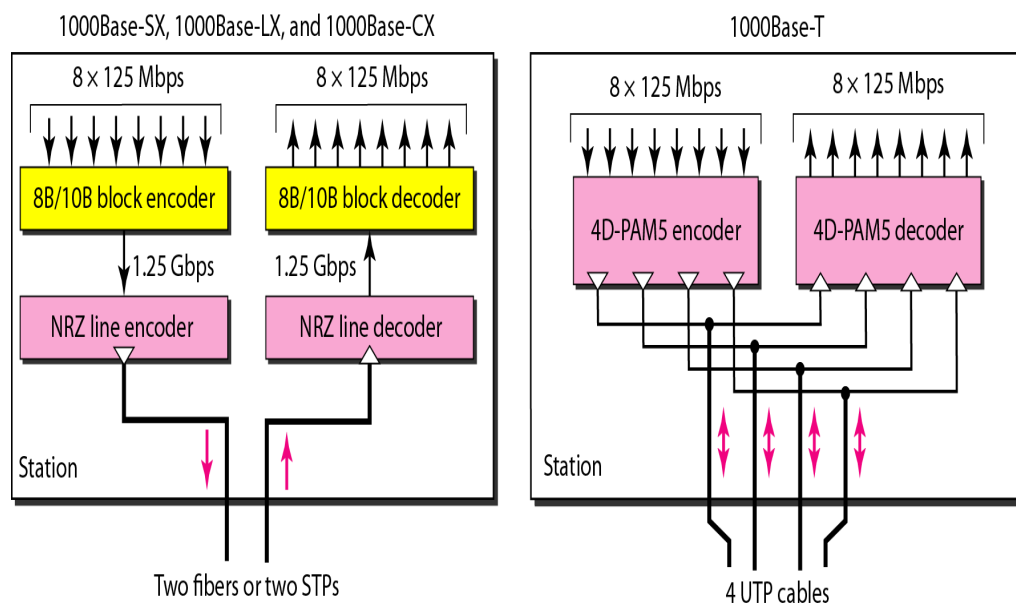 1000Base-SX, 1000Base-LX, and 1000Base-CX
8 × 125 Mbps
8 × 125 Mbps
8B/10B block encoder
8B/10B block decoder
1.25 Gbps
1.25 Gbps
NRZ line encoder
NRZ line decoder
Station
Two fibers or two STPs
1000Base-T
8 × 125 Mbps
8 × 125 Mbps
4D-PAM5 encoder
4D-PAM5 decoder
Station
4 UTP cables